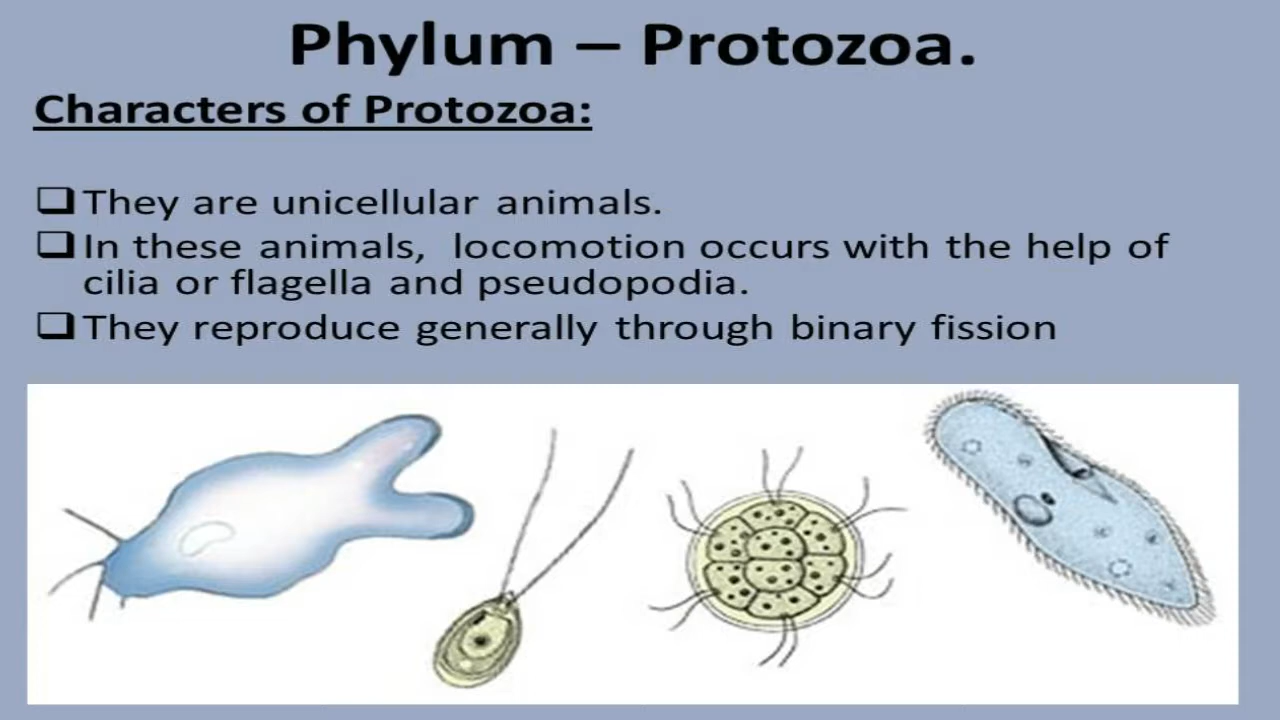 Phylum – Protozoa.
Characters of Protozoa:
❑They are unicellular animals.
❑In these animals, locomotion occurs with the help of
cilia or flagella and pseudopodia.
❑They reproduce generally through binary fission